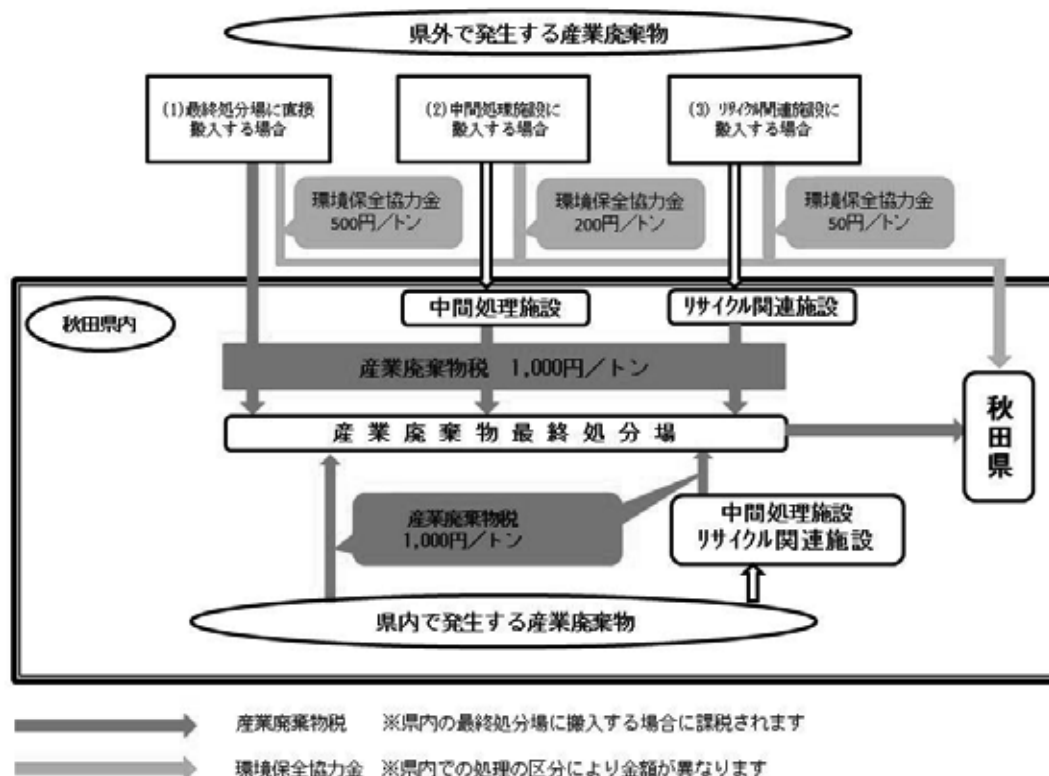 県外で発生する産業廃棄物
(1)最終処分場に直接
搬入する場合
(2)中間処理施設に
搬入する場合
(3) ﾘｻｲｸﾙ関連施設に
搬入する場合
環境保全協力金
500円／トン
環境保全協力金
200円／トン
環境保全協力金
50円／トン
秋田県内
中間処理施設
リサイクル関連施設
産業廃棄物税　1,000円／トン
産業廃棄物最終処分場
秋田県
産業廃棄物税
1,000円／トン
中間処理施設
リサイクル関連施設
県内で発生する産業廃棄物
産業廃棄物税　※県内の最終処分場に搬入する場合に課税されます
環境保全協力金　※県内での処理の区分により金額が異なります